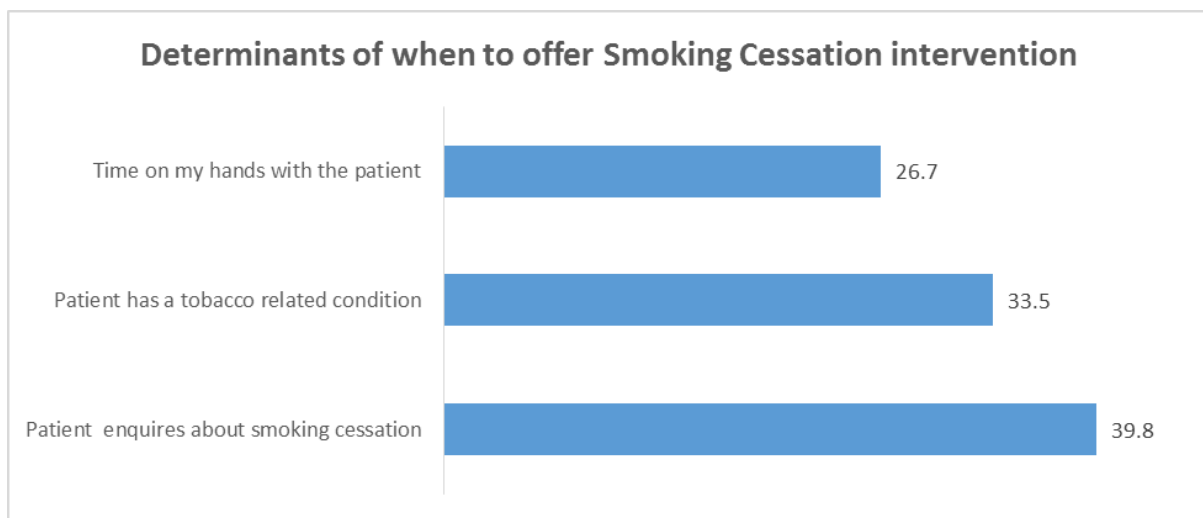 Determinants of when to offer Smoking Cessation intervention
Time on my hands with the patient
26.7
Patient has a tobacco related condition
33.5
Patient enquires about smoking cessation
39.8